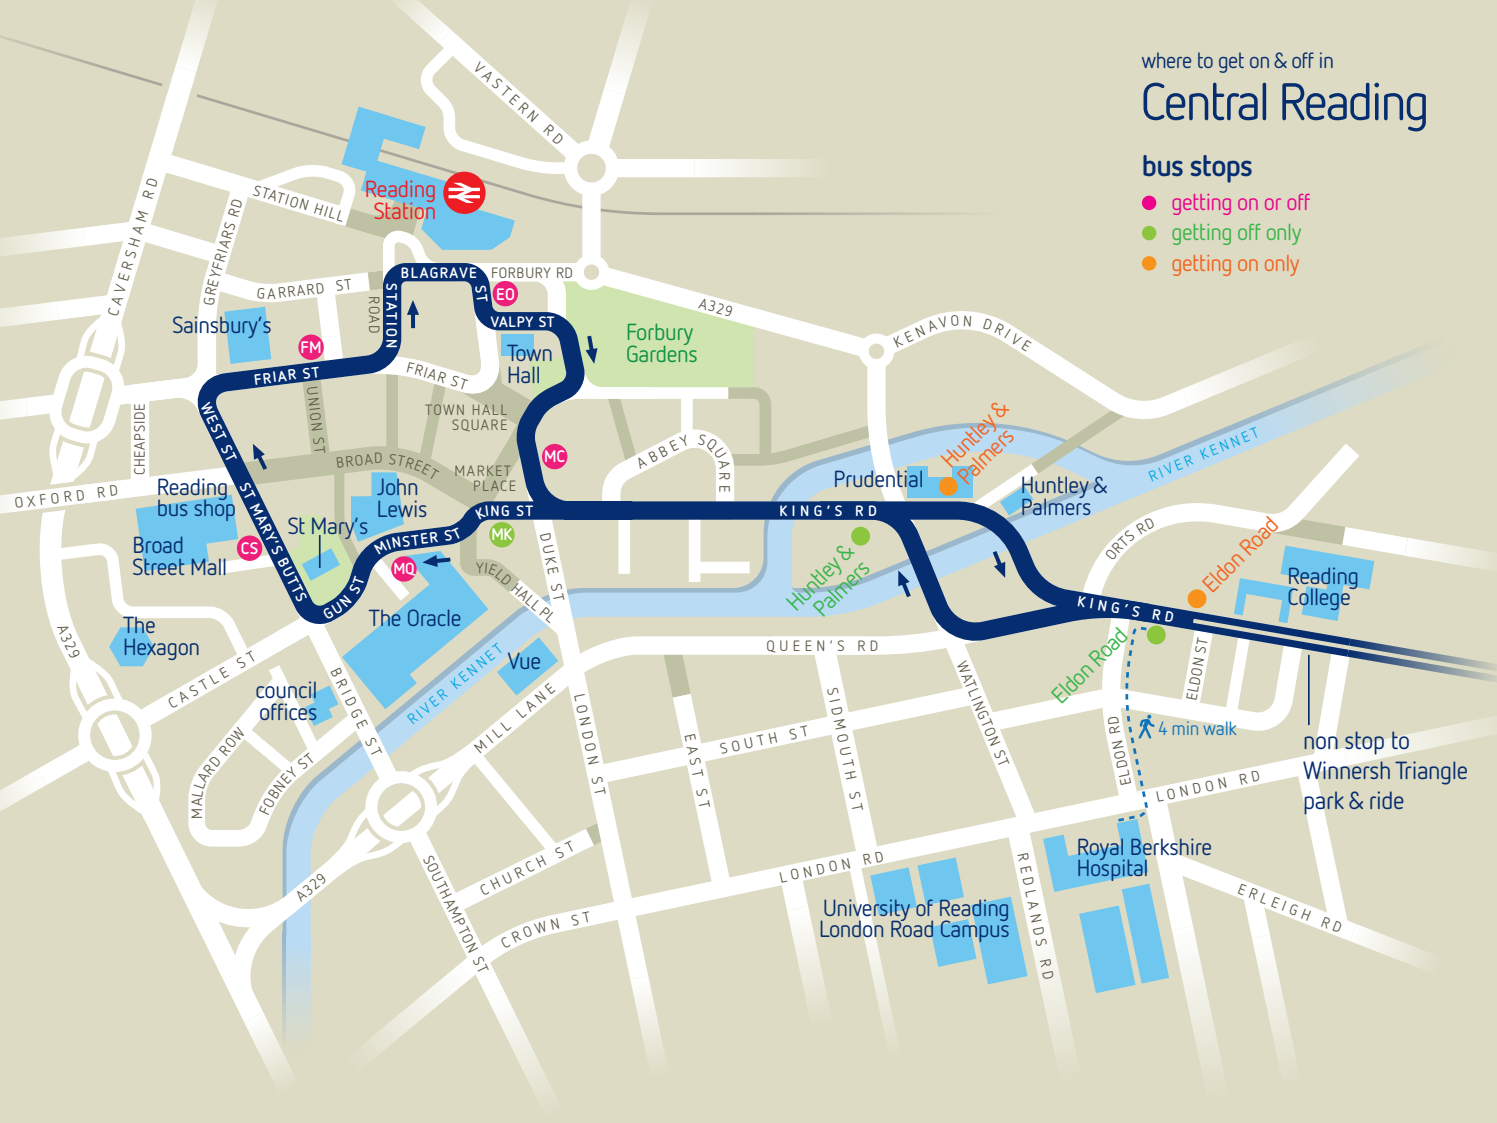 where to get on & off in
Central Reading
bus stops
getting on or off
getting off only
getting on only
VASTERN RD
CAVERSHAM RD
STATION HILL
GREYFRIARS RD
Reading
Station
GARRARD ST
STATION
ROAD
BLAGRAVE
ST
FORBURY RD
EO
VALPY ST
A329
KENAVON DRIVE
Sainsbury's
FM
FRIAR ST
FRIAR ST
Town
Hall
Forbury
Gardens
TOWN HALL
SQUARE
UNION ST
WEST ST
CHEAPSIDE
BROAD STREET
MARKET
PLACE
MC
ABBEY SQUARE
Huntley &
Palmers
Prudential
Huntley &
Palmers
RIVER KENNET
OXFORD RD
Reading
bus shop
John
Lewis
St Mary's
KING ST
KING'S RD
MINSTER ST
MK
MQ
CS
Broad
Street Mall
ST MARY'S BUTTS
GUN ST
YIELD HALL PL
DUKE ST
Huntley &
Palmers
ORTS RD
Eldon Road
Reading
College
KING'S RD
The Oracle
The
Hexagon
A329
CASTLE ST
BRIDGE ST
RIVER KENNET
Vue
QUEEN'S RD
Eldon Road
ELDON ST
council
offices
MILL LANE
LONDON ST
SIDMOUTH ST
WATLINGTON ST
ELDON RD
4 min walk
non stop to
Winnersh Triangle
park & ride
MALLARD ROW
FOBNEY ST
EAST ST
SOUTH ST
LONDON RD
A329
SOUTHAMPTON ST
CHURCH ST
CROWN ST
LONDON RD
REDLANDS RD
Royal Berkshire
Hospital
University of Reading
London Road Campus
ERLEIGH RD